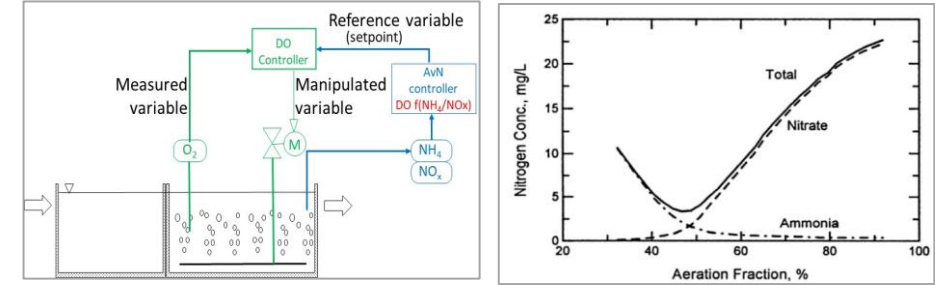 Reference variable
(setpoint)
DO
Controller
Measured
variable
Manipulated
variable
AvN
controller
DO f(NH₄/NOx)
O₂
M
NH₄
NOₓ
Nitrogen Conc., mg/L
25
20
15
10
5
0
Total
Nitrate
Ammonia
20
40
60
80
100
Aeration Fraction, %